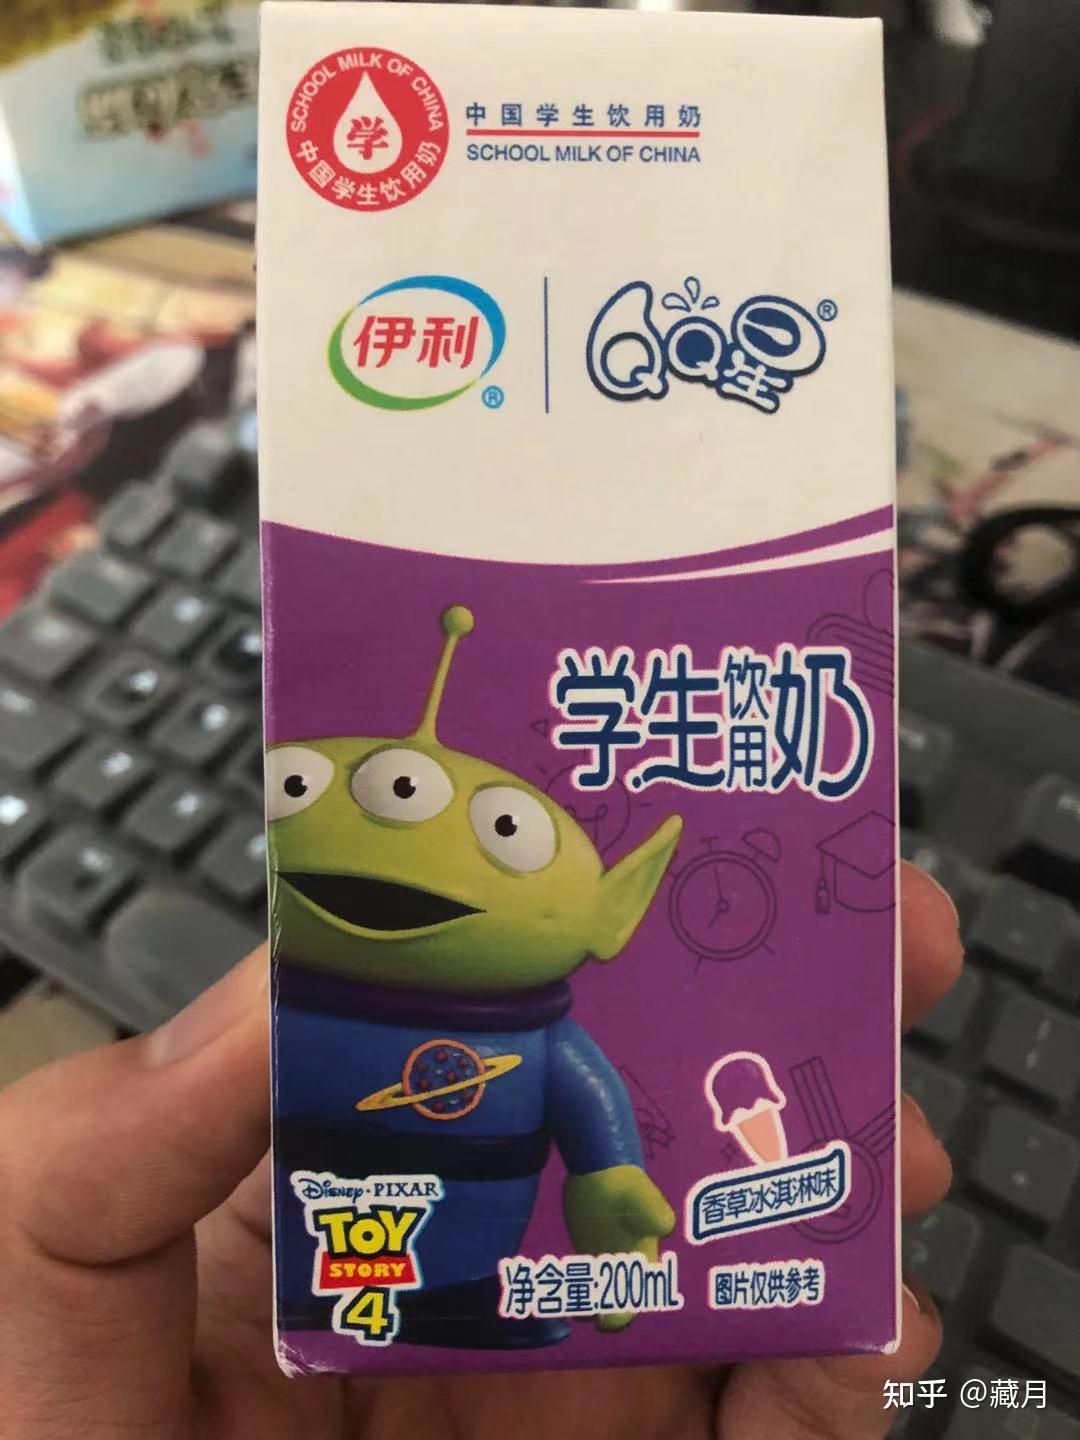 SCHOOL MILK OF CHINA
学
中国学生饮用奶
中国学生饮用奶
SCHOOL MILK OF CHINA
伊利®
QQ星®
学生饮用奶
香草冰淇淋味
Disney·PIXAR
TOY
STORY
4
净含量:200mL
图片仅供参考
知乎 @藏月